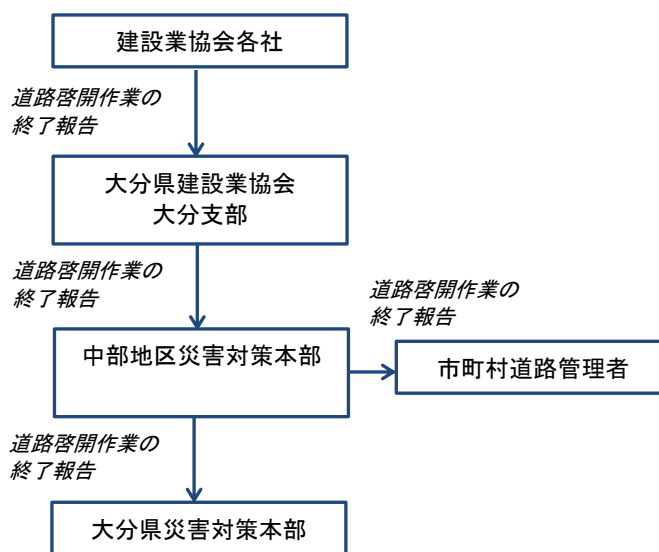 建設業協会各社
道路啓開作業の
終了報告
大分県建設業協会
大分支部
道路啓開作業の
終了報告
道路啓開作業の
終了報告
中部地区災害対策本部
市町村道路管理者
道路啓開作業の
終了報告
大分県災害対策本部